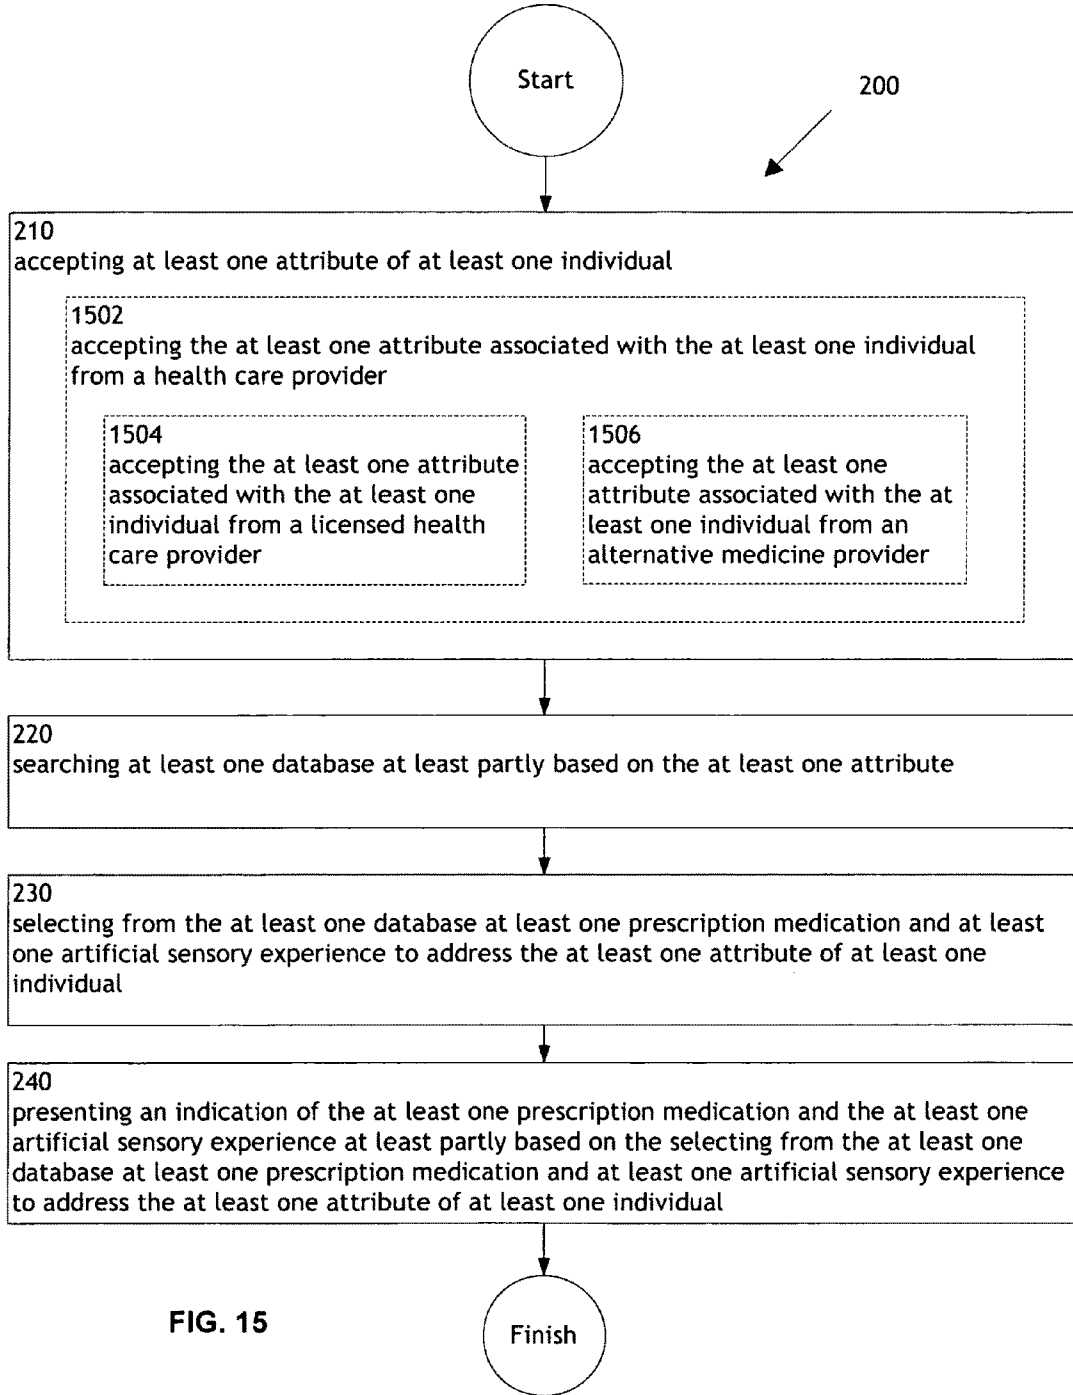 Start
200
210
accepting at least one attribute of at least one individual
1502
accepting the at least one attribute associated with the at least one individual
from a health care provider
1504
accepting the at least one attribute
associated with the at least one
individual from a licensed health
care provider
1506
accepting the at least one
attribute associated with the at
least one individual from an
alternative medicine provider
220
searching at least one database at least partly based on the at least one attribute
230
selecting from the at least one database at least one prescription medication and at least
one artificial sensory experience to address the at least one attribute of at least one
individual
240
presenting an indication of the at least one prescription medication and the at least one
artificial sensory experience at least partly based on the selecting from the at least one
database at least one prescription medication and at least one artificial sensory experience
to address the at least one attribute of at least one individual
FIG. 15
Finish